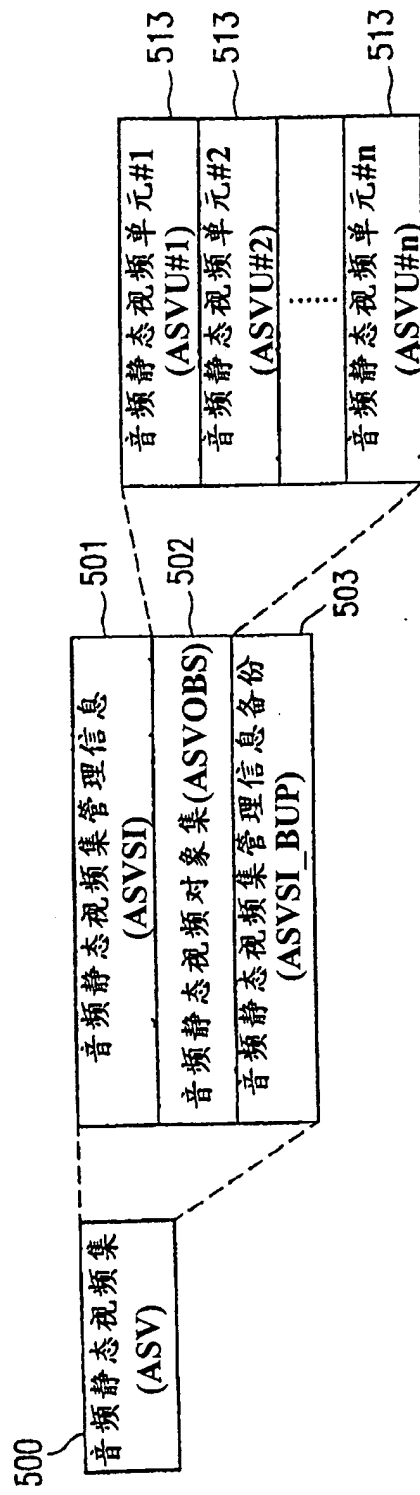 500
音频静态视频集
(ASV)
音频静态视频集管理信息
(ASVSI)
501
音频静态视频对象集(ASVOBS)
502
音频静态视频集管理信息备份
(ASVSI_BUP)
503
音频静态视频单元#1
(ASVU#1)
513
音频静态视频单元#2
(ASVU#2)
513
......
音频静态视频单元#n
(ASVU#n)
513